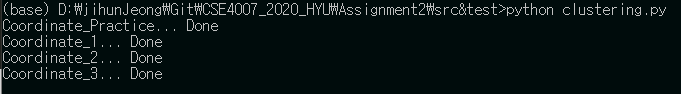 (base) D:₩jihunJeong₩Git₩CSE4007_2020_HYU₩Assignment2₩src&test>python clustering.py
Coordinate_Practice... Done
Coordinate_1... Done
Coordinate_2... Done
Coordinate_3... Done